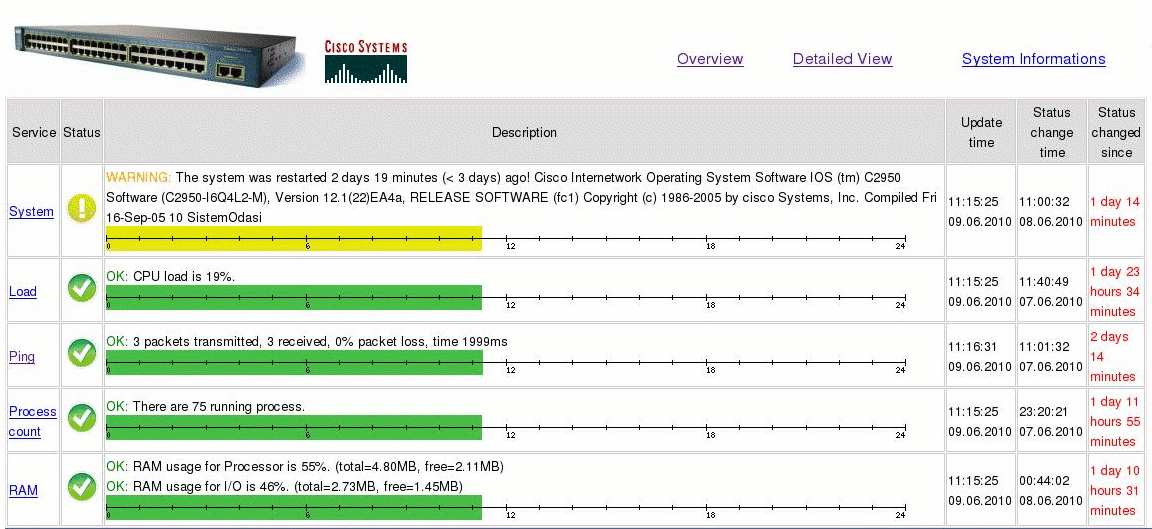 CISCO SYSTEMS
Overview Detailed View System Informations
Service Status Description Update time Status change time Status changed since
System
WARNING: The system was restarted 2 days 19 minutes (< 3 days) ago! Cisco Internetwork Operating System Software IOS (tm) C2950
Software (C2950-I6Q4L2-M), Version 12.1(22)EA4a, RELEASE SOFTWARE (fc1) Copyright (c) 1986-2005 by cisco Systems, Inc. Compiled Fri
16-Sep-05 10 SistemOdasi
0 6 12 18 24
11:15:25
09.06.2010
11:00:32
08.06.2010
1 day 14
minutes
Load
OK: CPU load is 19%.
0 6 12 18 24
11:15:25
09.06.2010
11:40:49
07.06.2010
1 day 23
hours 34
minutes
Ping
OK: 3 packets transmitted, 3 received, 0% packet loss, time 1999ms
0 6 12 18 24
11:16:31
09.06.2010
11:01:32
07.06.2010
2 days
14
minutes
Process
count
OK: There are 75 running process.
0 6 12 18 24
11:15:25
09.06.2010
23:20:21
07.06.2010
1 day 11
hours 55
minutes
RAM
OK: RAM usage for Processor is 55%. (total=4.80MB, free=2.11MB)
OK: RAM usage for I/O is 46%. (total=2.73MB, free=1.45MB)
0 6 12 18 24
11:15:25
09.06.2010
00:44:02
08.06.2010
1 day 10
hours 31
minutes